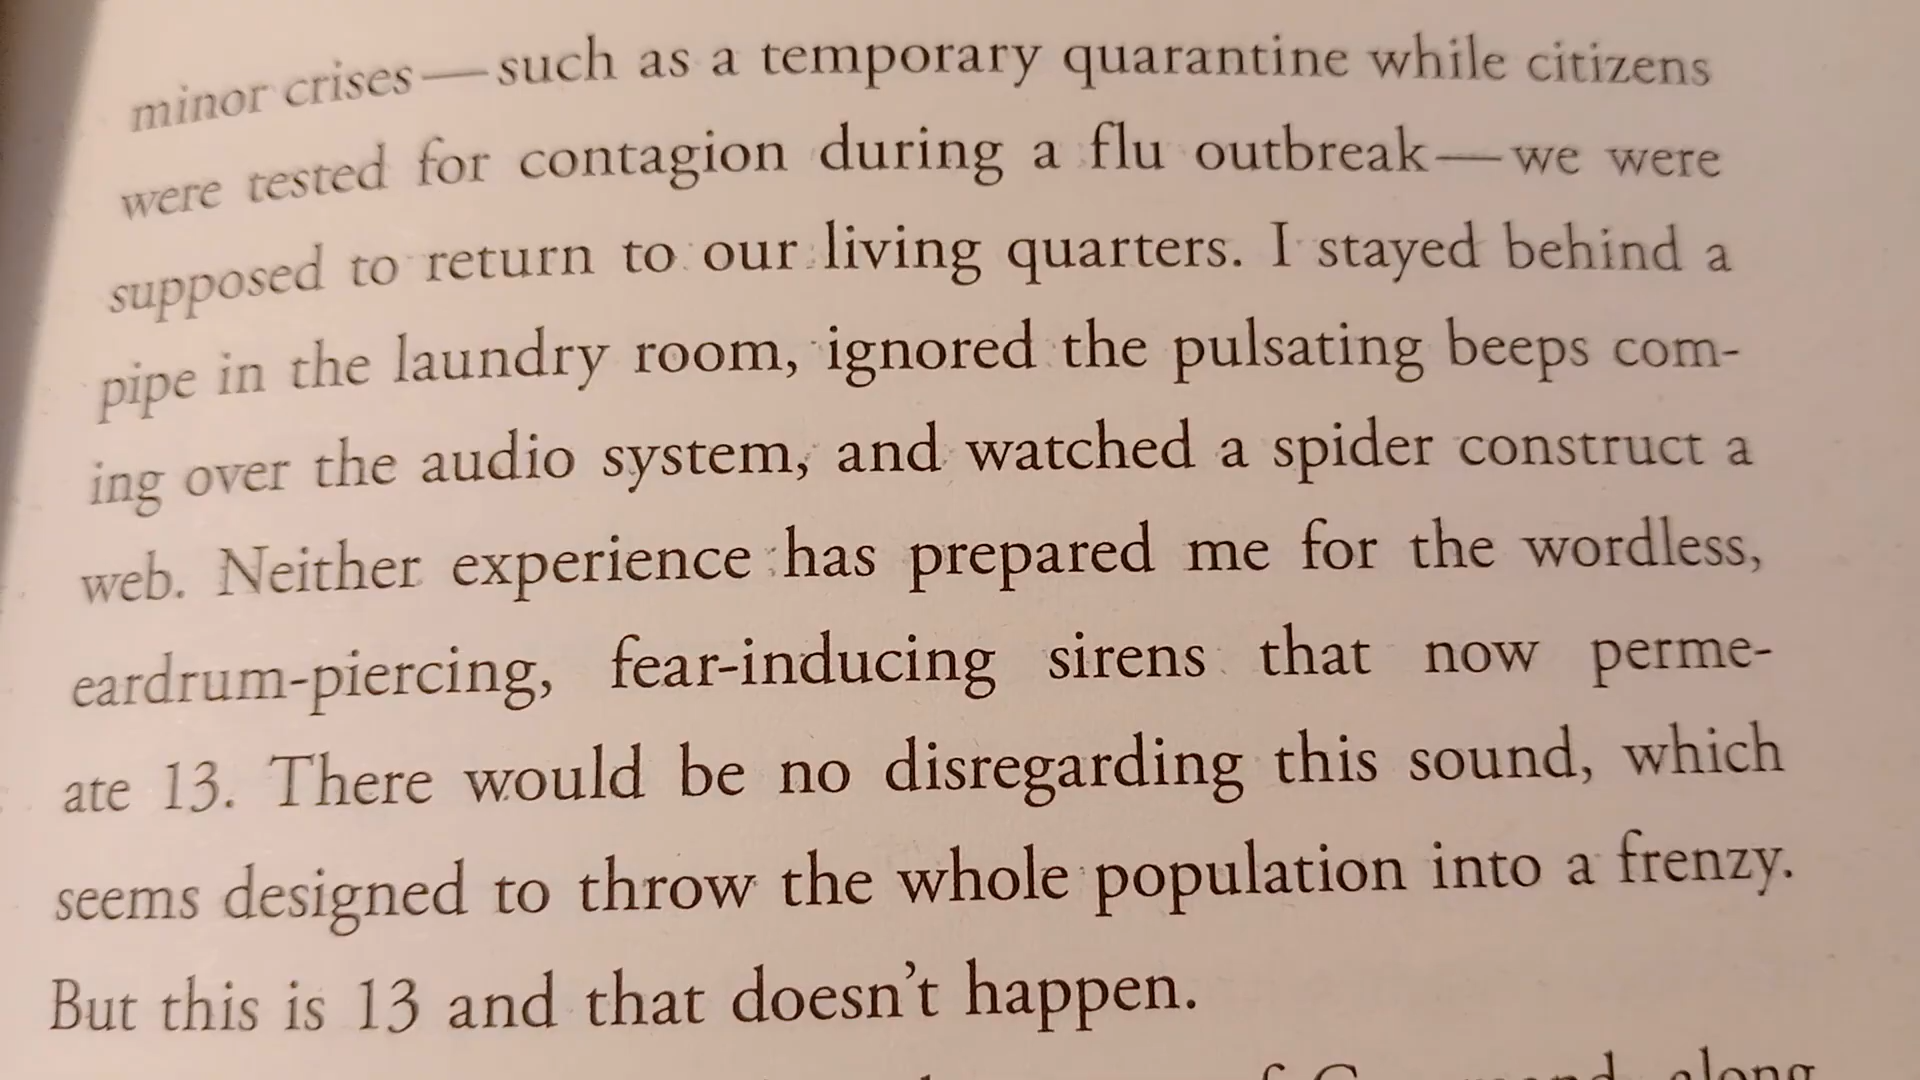 minor crises—such as a temporary quarantine while citizens
were tested for contagion during a flu outbreak—we were
supposed to return to our living quarters. I stayed behind a
pipe in the laundry room, ignored the pulsating beeps com-
ing over the audio system, and watched a spider construct a
web. Neither experience has prepared me for the wordless,
eardrum-piercing, fear-inducing sirens that now perme-
ate 13. There would be no disregarding this sound, which
seems designed to throw the whole population into a frenzy.
But this is 13 and that doesn't happen.
along